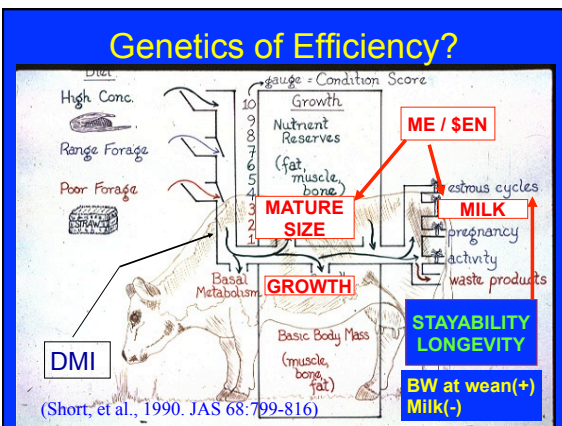 Genetics of Efficiency?
Diet
gauge = Condition Score
High Conc.
Range Forage
Poor Forage
STRAW
10
9
8
7
6
5
4
3
2
1
Growth
Nutrient
Reserves
(fat,
muscle,
bone)
ME / $EN
MATURE
SIZE
estrous cycles
MILK
pregnancy
activity
waste products
Basal
Metabolism
GROWTH
Basic Body Mass
(muscle,
bone,
fat)
DMI
STAYABILITY
LONGEVITY
BW at wean(+)
Milk(-)
(Short, et al., 1990. JAS 68:799-816)